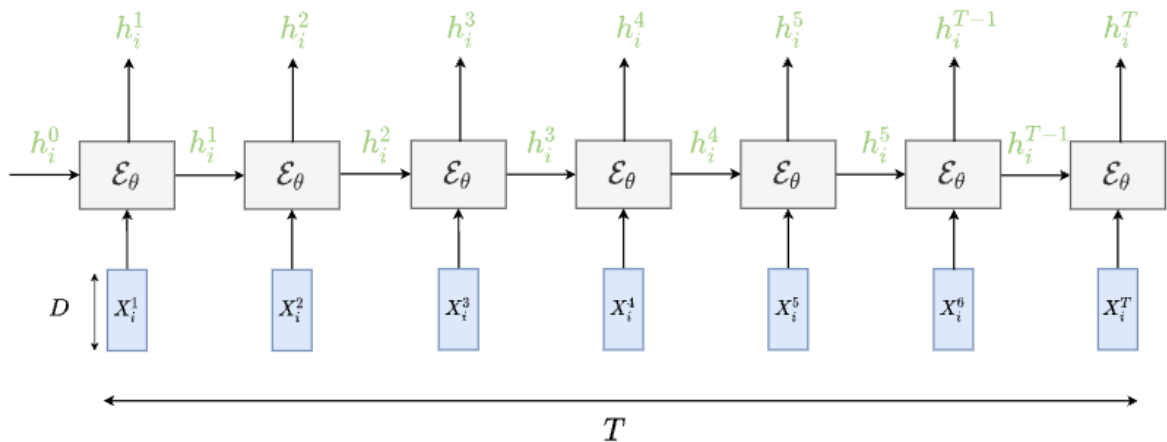 h_i^1 h_i^2 h_i^3 h_i^4 h_i^5 h_i^{T-1} h_i^T
h_i^0 h_i^1 h_i^2 h_i^3 h_i^4 h_i^5 h_i^{T-1}
ℰ_θ ℰ_θ ℰ_θ ℰ_θ ℰ_θ ℰ_θ ℰ_θ
D X_i^1 X_i^2 X_i^3 X_i^4 X_i^5 X_i^6 X_i^T
T